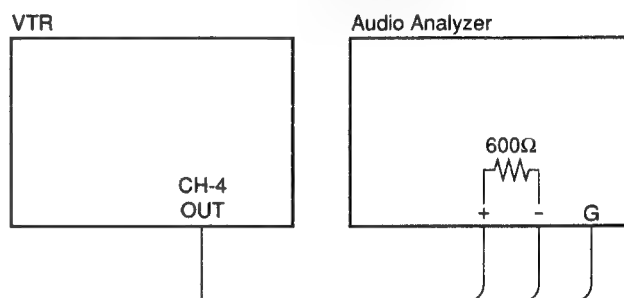 VTR
CH-4
OUT
Audio Analyzer
600Ω
+ - G